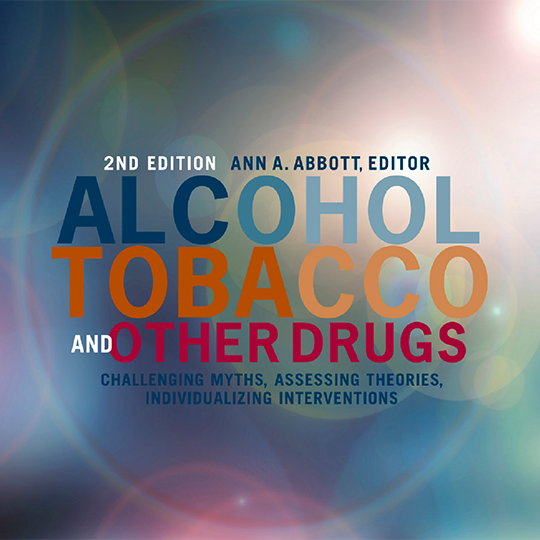 2ND EDITION ANN A. ABBOTT, EDITOR
ALCOHOL
TOBACCO
AND OTHER DRUGS
CHALLENGING MYTHS, ASSESSING THEORIES,
INDIVIDUALIZING INTERVENTIONS